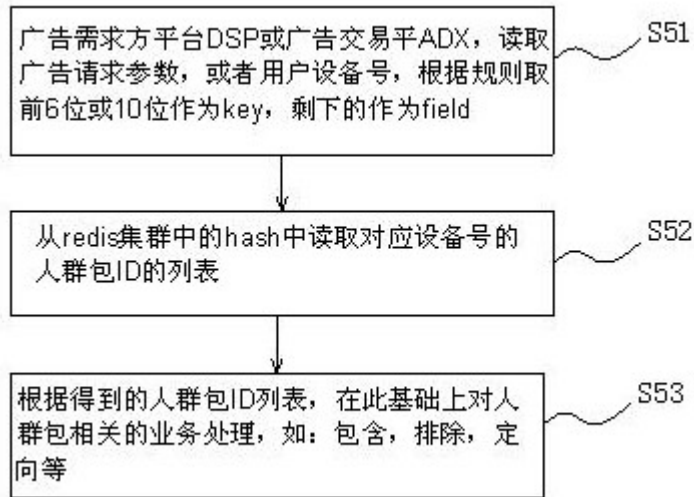 广告需求方平台DSP或广告交易平ADX，读取
广告请求参数，或者用户设备号，根据规则取
前6位或10位作为key，剩下的作为field
S51
从redis集群中的hash中读取对应设备号的
人群包ID的列表
S52
根据得到的人群包ID列表，在此基础上对人
群包相关的业务处理，如：包含，排除，定
向等
S53